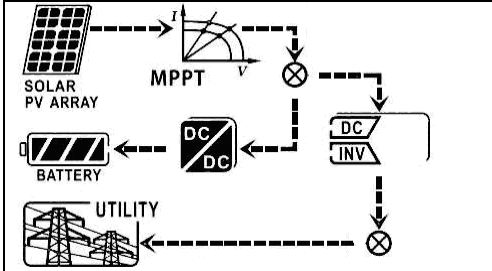 I
V
MPPT
SOLAR
PV ARRAY
DC
DC
DC
INV
BATTERY
UTILITY